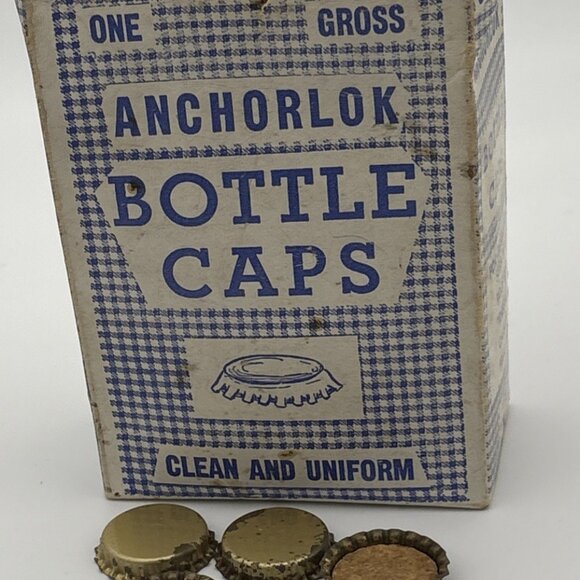 ONE GROSS
ANCHORLOK
BOTTLE
CAPS
CLEAN AND UNIFORM